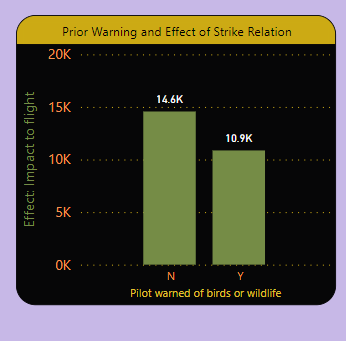 Prior Warning and Effect of Strike Relation
20K
15K
10K
5K
0K
Effect: Impact to flight
14.6K
10.9K
N
Y
Pilot warned of birds or wildlife